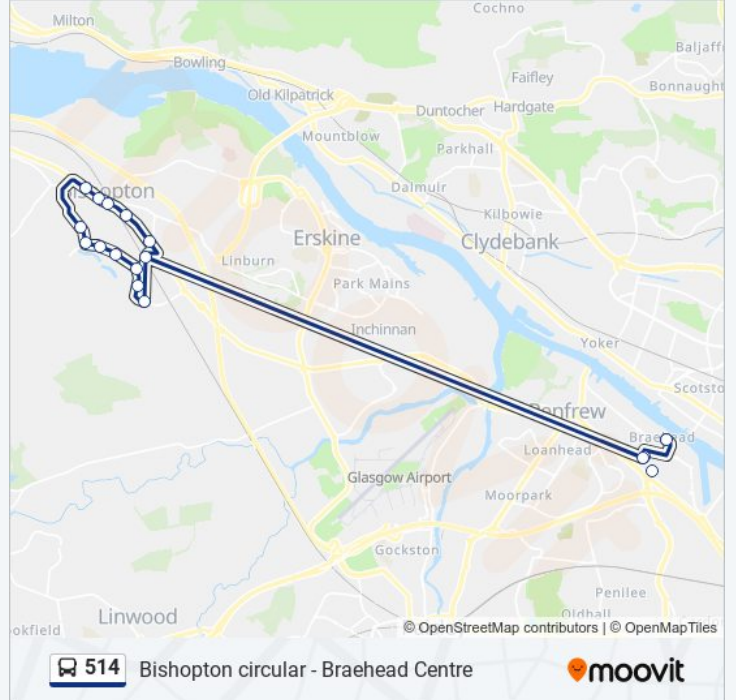 Cochno
Milton
Baljaff
Bowling
Faifley
Bonnaught
Old Kilpatrick
Duntocher
Hardgate
Mountblow
Parkhall
Dalmuir
Kilbowie
Erskine
Clydebank
Linburn
Park Mains
Inchinnan
Yoker
Scotsto
Renfrew
Loanhead
Glasgow Airport
Moorpark
Gockston
Penilee
Linwood
Oldhall
okfield
© OpenStreetMap contributors | © OpenMapTiles
514 Bishopton circular - Braehead Centre
moovit